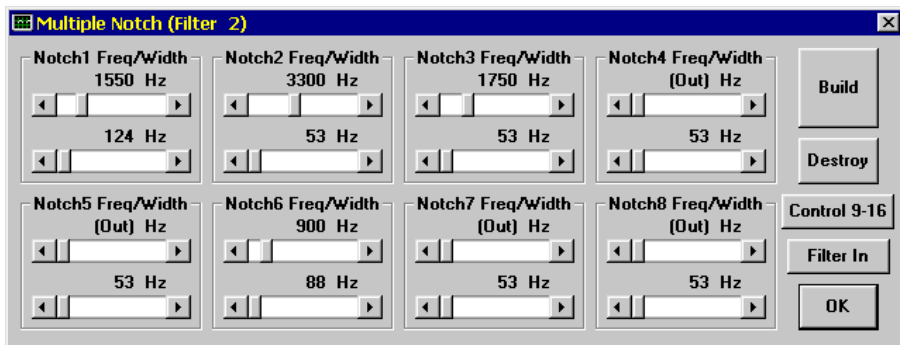 Multiple Notch (Filter 2)
Notch1 Freq/Width
1550 Hz
124 Hz
Notch2 Freq/Width
3300 Hz
53 Hz
Notch3 Freq/Width
1750 Hz
53 Hz
Notch4 Freq/Width
(Out) Hz
53 Hz
Build
Destroy
Notch5 Freq/Width
(Out) Hz
53 Hz
Notch6 Freq/Width
900 Hz
88 Hz
Notch7 Freq/Width
(Out) Hz
53 Hz
Notch8 Freq/Width
(Out) Hz
53 Hz
Control 9-16
Filter In
OK